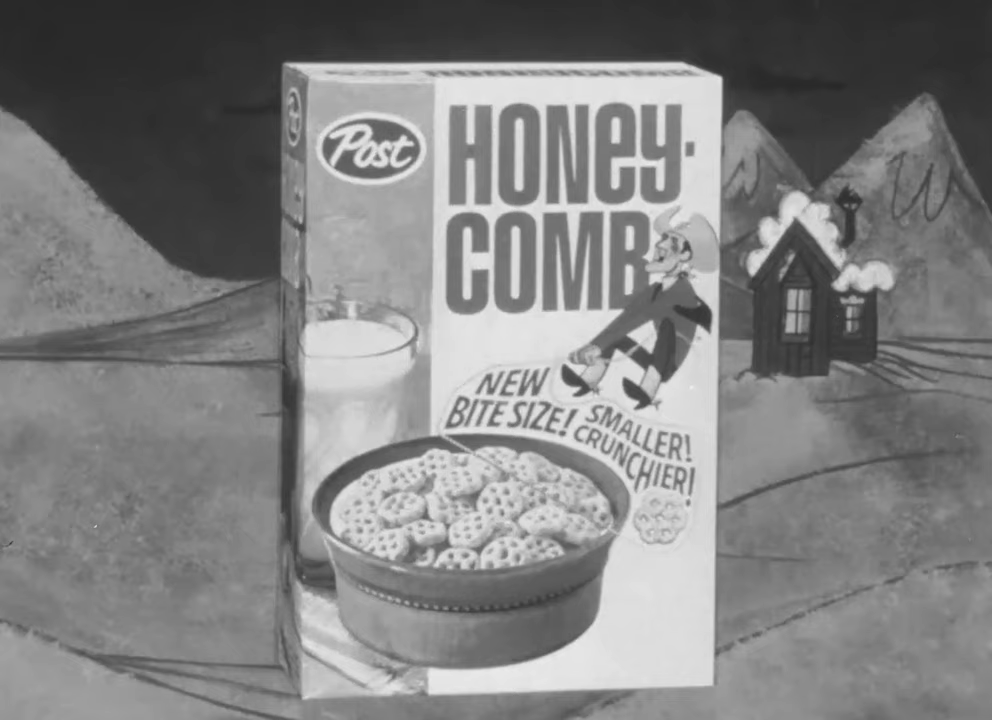 Post
HONEY-
COMB
NEW
BITE SIZE!
SMALLER!
CRUNCHIER!